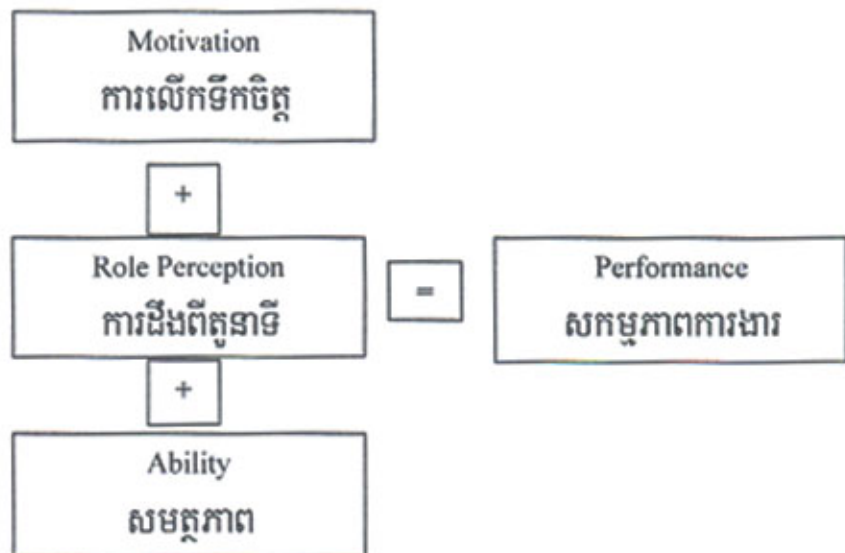 Motivation
ការលើកទឹកចិត្ត
+
Role Perception
ការដឹងពីតួនាទី
=
Performance
សកម្មភាពការងារ
+
Ability
សមត្ថភាព